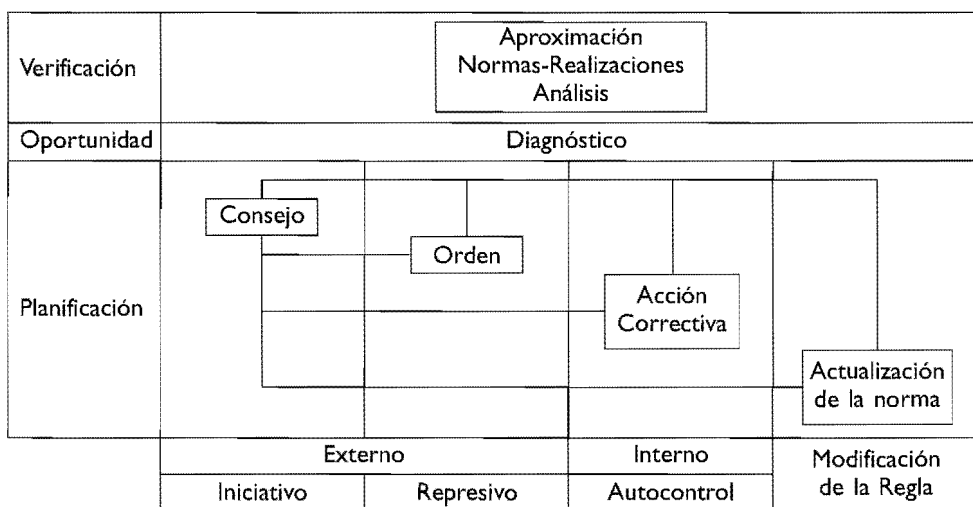 Verificación
Aproximación
Normas-Realizaciones
Análisis
Oportunidad
Diagnóstico
Planificación
Consejo
Orden
Acción
Correctiva
Actualización
de la norma
Externo
Interno
Modificación
de la Regla
Iniciativo
Represivo
Autocontrol